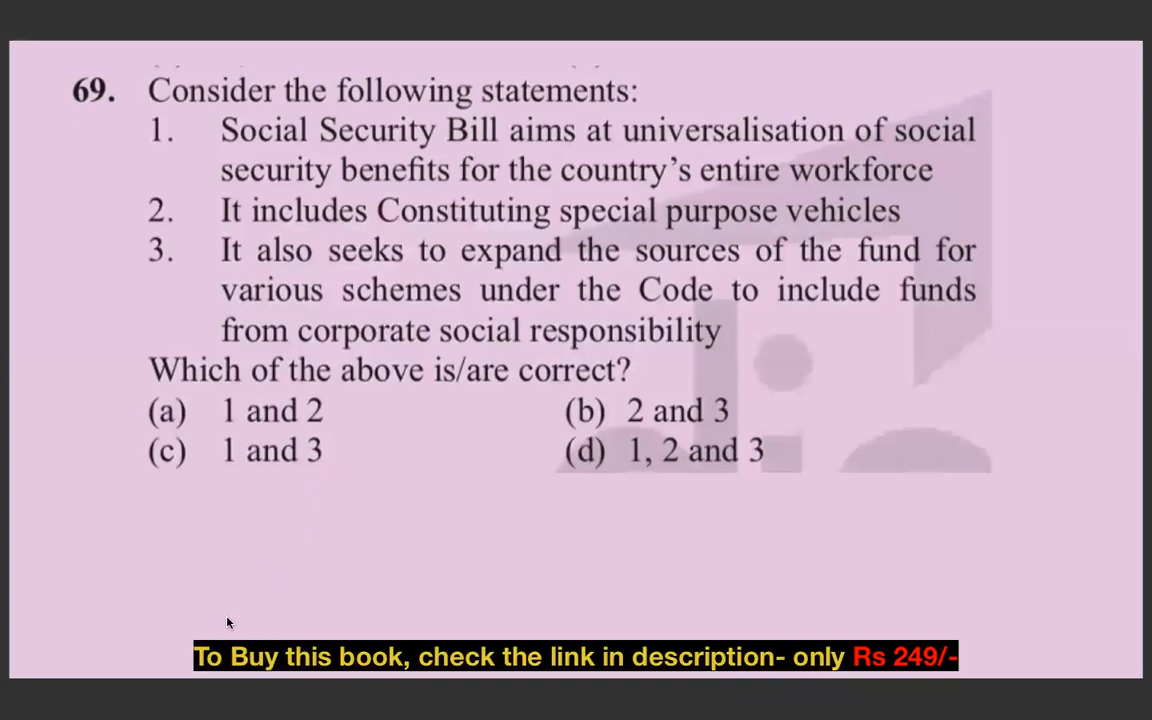 69. Consider the following statements:
1. Social Security Bill aims at universalisation of social
security benefits for the country's entire workforce
2. It includes Constituting special purpose vehicles
3. It also seeks to expand the sources of the fund for
various schemes under the Code to include funds
from corporate social responsibility
Which of the above is/are correct?
(a) 1 and 2 (b) 2 and 3
(c) 1 and 3 (d) 1, 2 and 3
To Buy this book, check the link in description- only Rs 249/-